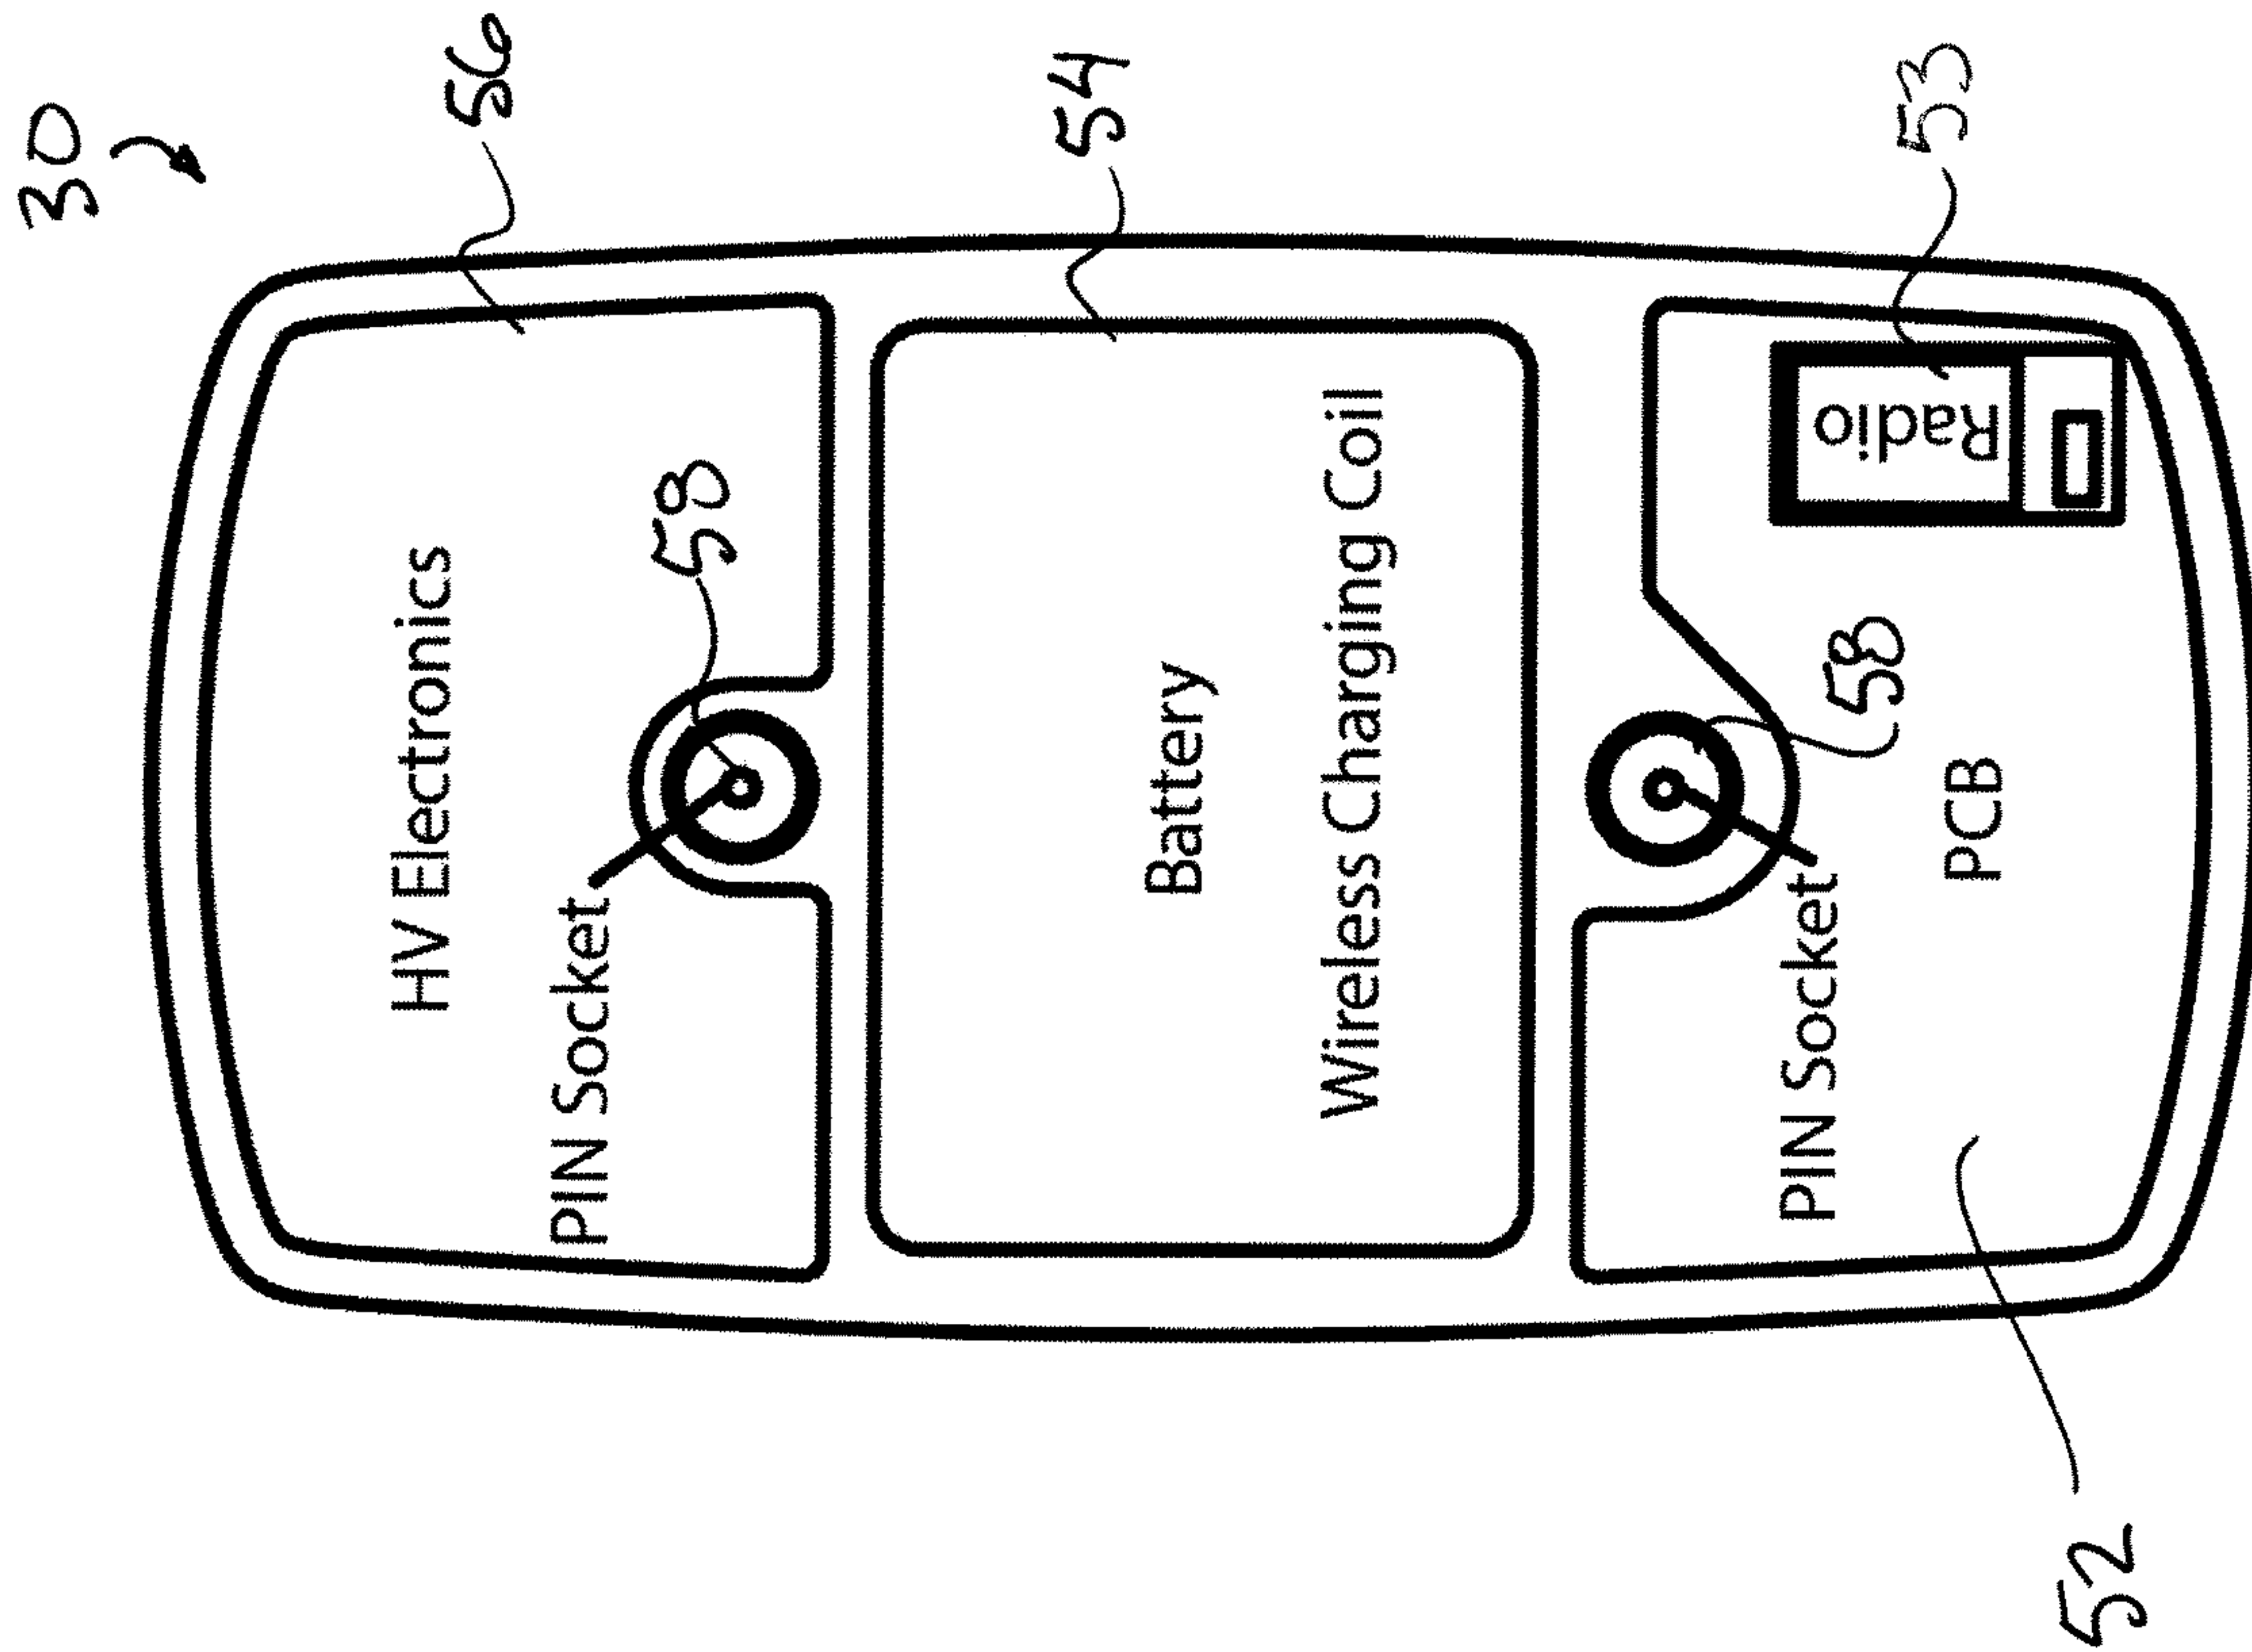 30
56
HV Electronics
58
PIN Socket
54
Battery
Wireless Charging Coil
53
Radio
58
PIN Socket
PCB
52